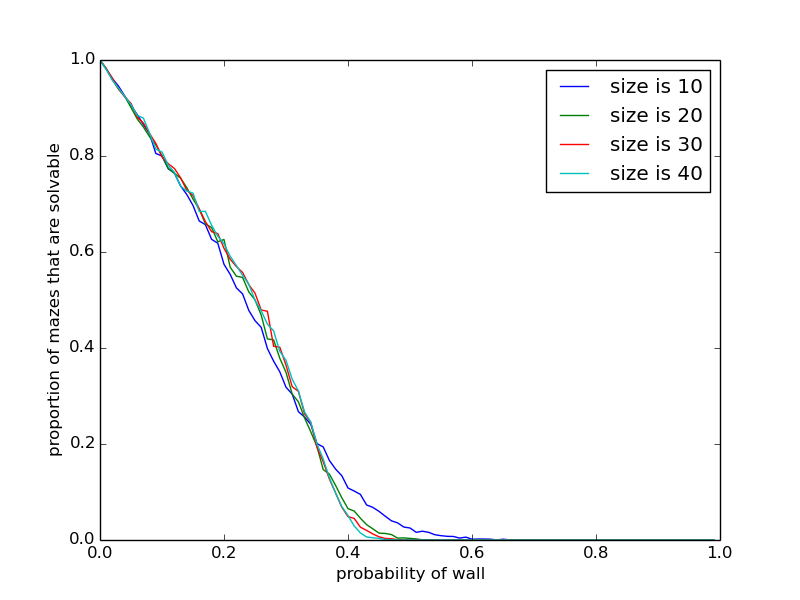 size is 10
size is 20
size is 30
size is 40
proportion of mazes that are solvable
1.0
0.8
0.6
0.4
0.2
0.0
0.0 0.2 0.4 0.6 0.8 1.0
probability of wall